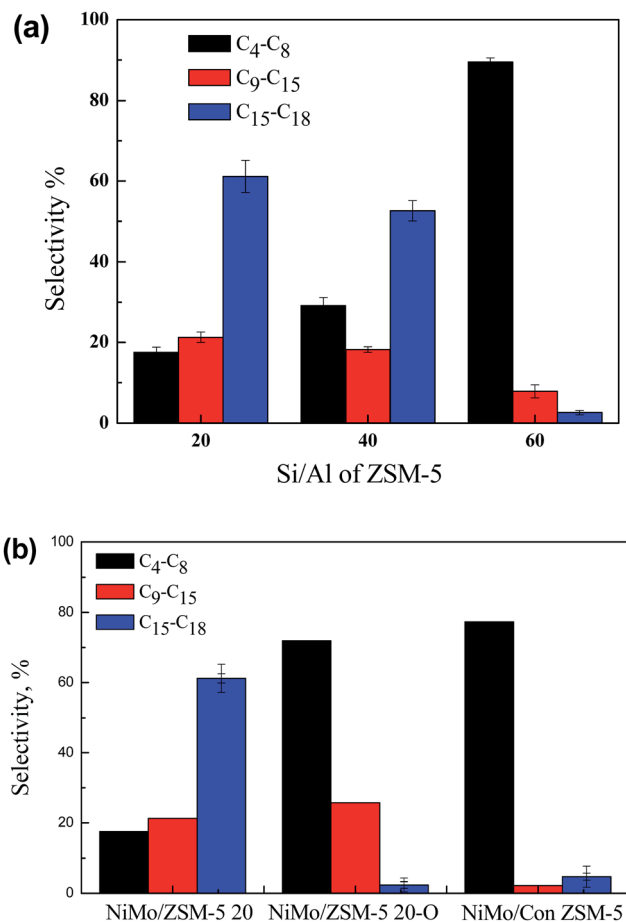 (a)
C4-C8
C9-C15
C15-C18
100
80
60
40
20
0
Selectivity %
20 40 60
Si/Al of ZSM-5
(b)
C4-C8
C9-C15
C15-C18
100
80
60
40
20
0
Selectivity, %
NiMo/ZSM-5 20 NiMo/ZSM-5 20-O NiMo/Con ZSM-5